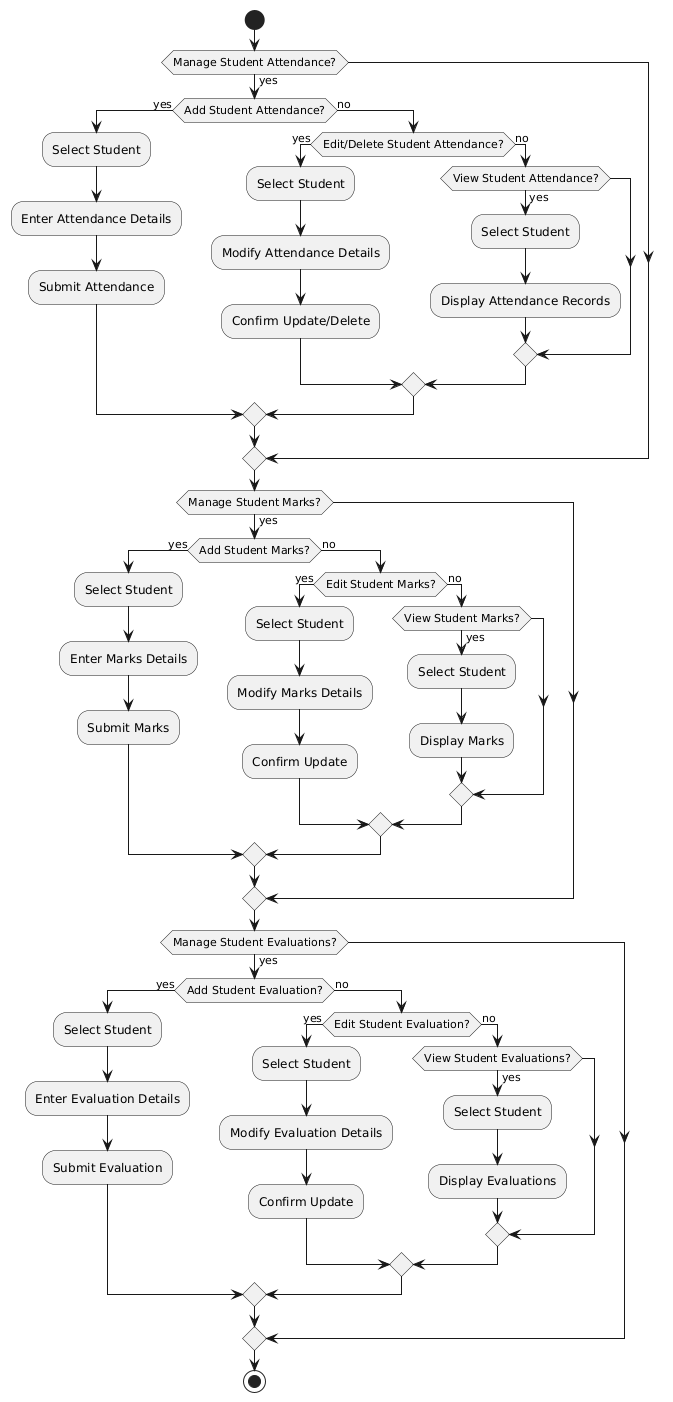 Manage Student Attendance?
yes
yes
Add Student Attendance?
no
Select Student
Enter Attendance Details
Submit Attendance
yes
Edit/Delete Student Attendance?
no
Select Student
Modify Attendance Details
Confirm Update/Delete
View Student Attendance?
yes
Select Student
Display Attendance Records
Manage Student Marks?
yes
yes
Add Student Marks?
no
Select Student
Enter Marks Details
Submit Marks
yes
Edit Student Marks?
no
Select Student
Modify Marks Details
Confirm Update
View Student Marks?
yes
Select Student
Display Marks
Manage Student Evaluations?
yes
yes
Add Student Evaluation?
no
Select Student
Enter Evaluation Details
Submit Evaluation
yes
Edit Student Evaluation?
no
Select Student
Modify Evaluation Details
Confirm Update
View Student Evaluations?
yes
Select Student
Display Evaluations